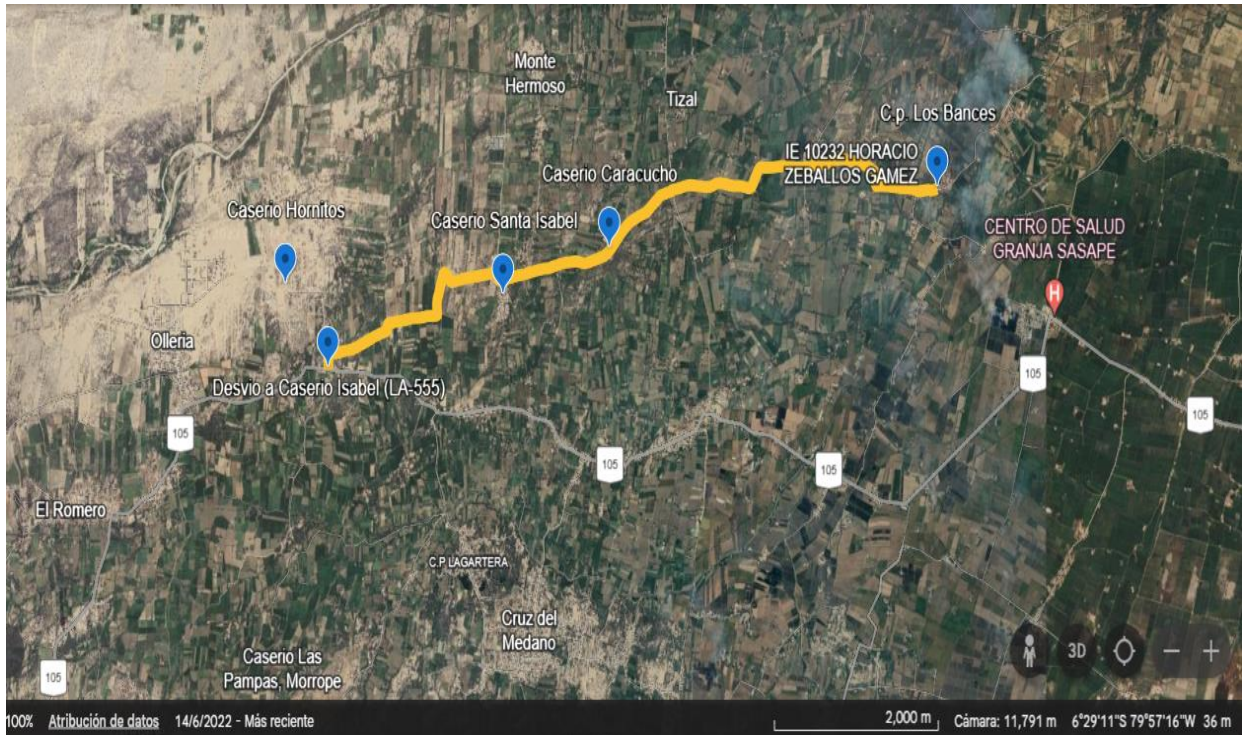 Monte
Hermoso
Tizal
C.p. Los Bances
IE 10232 HORACIO
ZEBALLOS GAMEZ
Caserio Caracucho
Caserio Hornitos
Caserio Santa Isabel
CENTRO DE SALUD
GRANJA SASAPE
H
Olleria
Desvio a Caserio Isabel (LA-555)
105
105
105
105
105
El Romero
C.P LAGARTERA
Cruz del
Medano
Caserio Las
Pampas, Morrope
3D
105
100% Atribución de datos 14/6/2022 - Más reciente
2,000 m
Cámara: 11,791 m 6°29'11"S 79°57'16"W 36 m